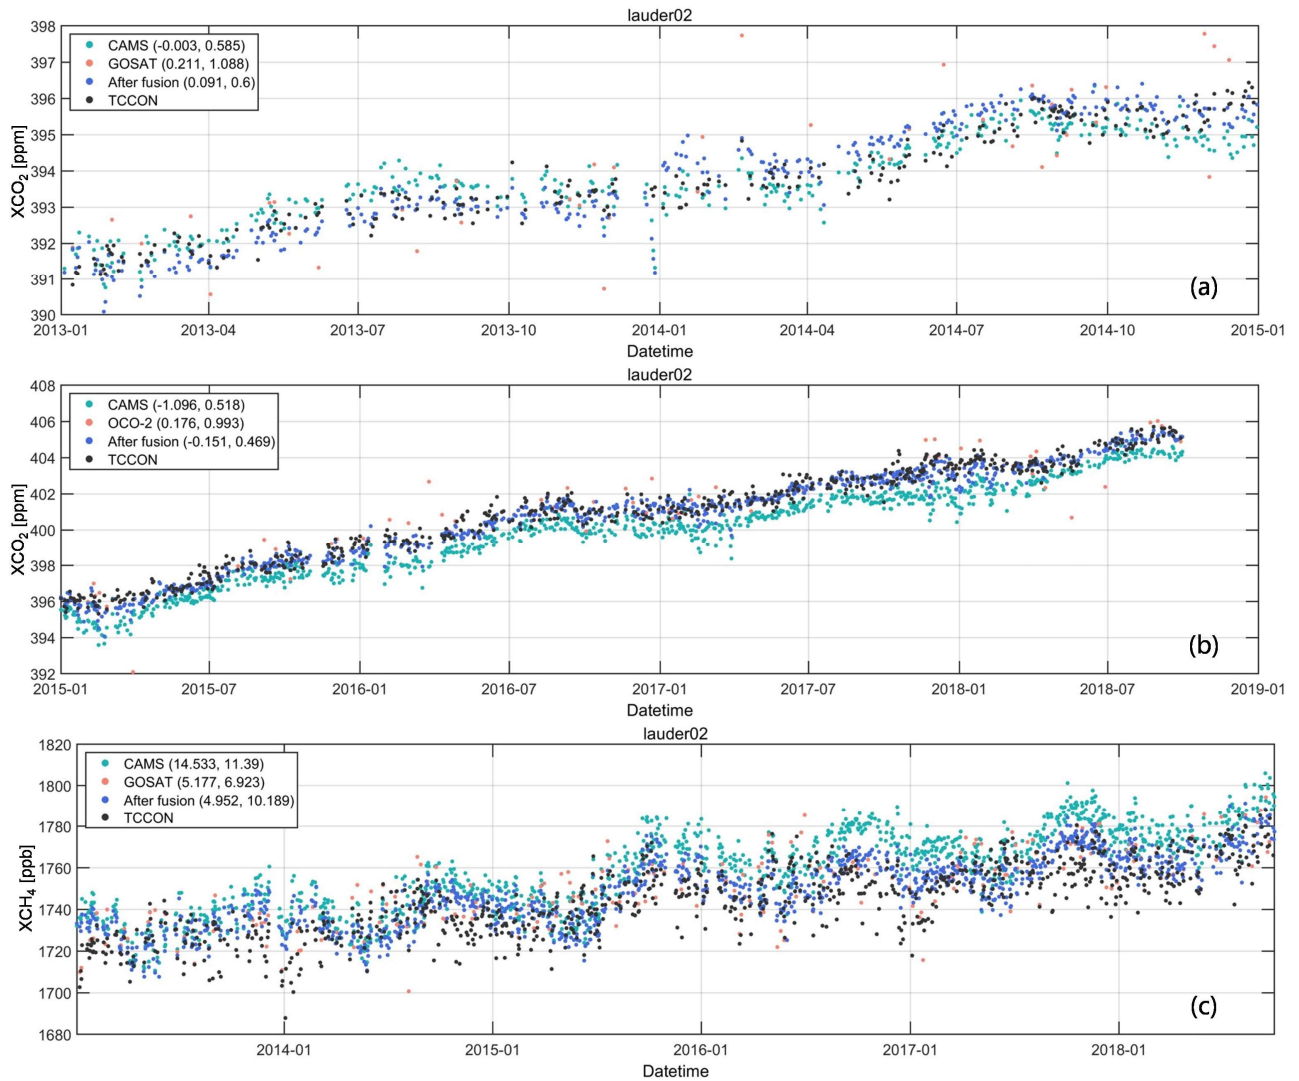 lauder02
398
397
396
395
394
393
392
391
390
XCO2 [ppm]
CAMS (-0.003, 0.585)
GOSAT (0.211, 1.088)
After fusion (0.091, 0.6)
TCCON
(a)
2013-01 2013-04 2013-07 2013-10 2014-01 2014-04 2014-07 2014-10 2015-01
Datetime
lauder02
408
406
404
402
400
398
396
394
392
XCO2 [ppm]
CAMS (-1.096, 0.518)
OCO-2 (0.176, 0.993)
After fusion (-0.151, 0.469)
TCCON
(b)
2015-01 2015-07 2016-01 2016-07 2017-01 2017-07 2018-01 2018-07 2019-01
Datetime
lauder02
1820
1800
1780
1760
1740
1720
1700
1680
XCH4 [ppb]
CAMS (14.533, 11.39)
GOSAT (5.177, 6.923)
After fusion (4.952, 10.189)
TCCON
(c)
2014-01 2015-01 2016-01 2017-01 2018-01
Datetime